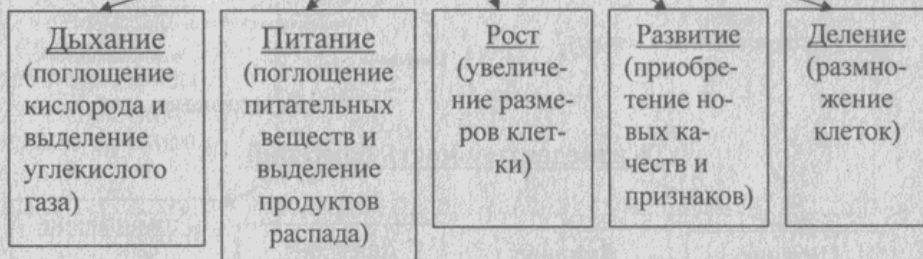 Дыхание
(поглощение
кислорода и
выделение
углекислого
газа)
Питание
(поглощение
питательных
веществ и
выделение
продуктов
распада)
Рост
(увеличе-
ние разме-
ров клет-
ки)
Развитие
(приобре-
тение но-
вых ка-
честв и
признаков)
Деление
(размно-
жение
клеток)